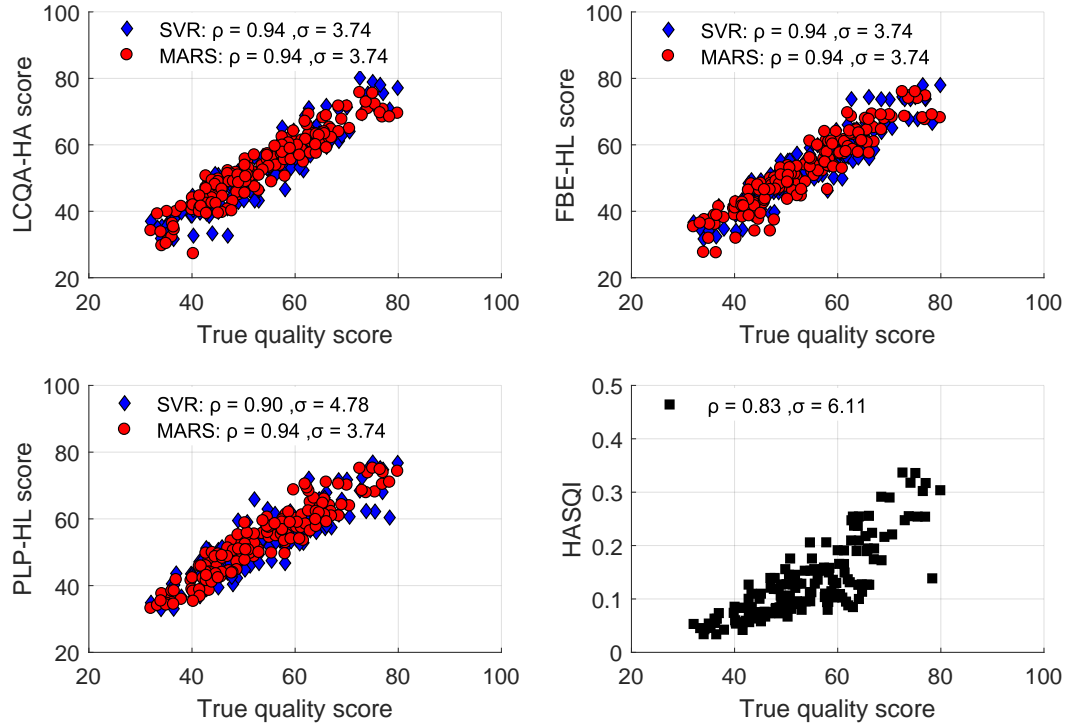 100
80
60
40
20
LCQA-HA score
SVR: ρ = 0.94 ,σ = 3.74
MARS: ρ = 0.94 ,σ = 3.74
20 40 60 80 100
True quality score
100
80
60
40
20
FBE-HL score
SVR: ρ = 0.94 ,σ = 3.74
MARS: ρ = 0.94 ,σ = 3.74
20 40 60 80 100
True quality score
100
80
60
40
20
PLP-HL score
SVR: ρ = 0.90 ,σ = 4.78
MARS: ρ = 0.94 ,σ = 3.74
20 40 60 80 100
True quality score
0.5
0.4
0.3
0.2
0.1
0
HASQI
ρ = 0.83 ,σ = 6.11
20 40 60 80 100
True quality score